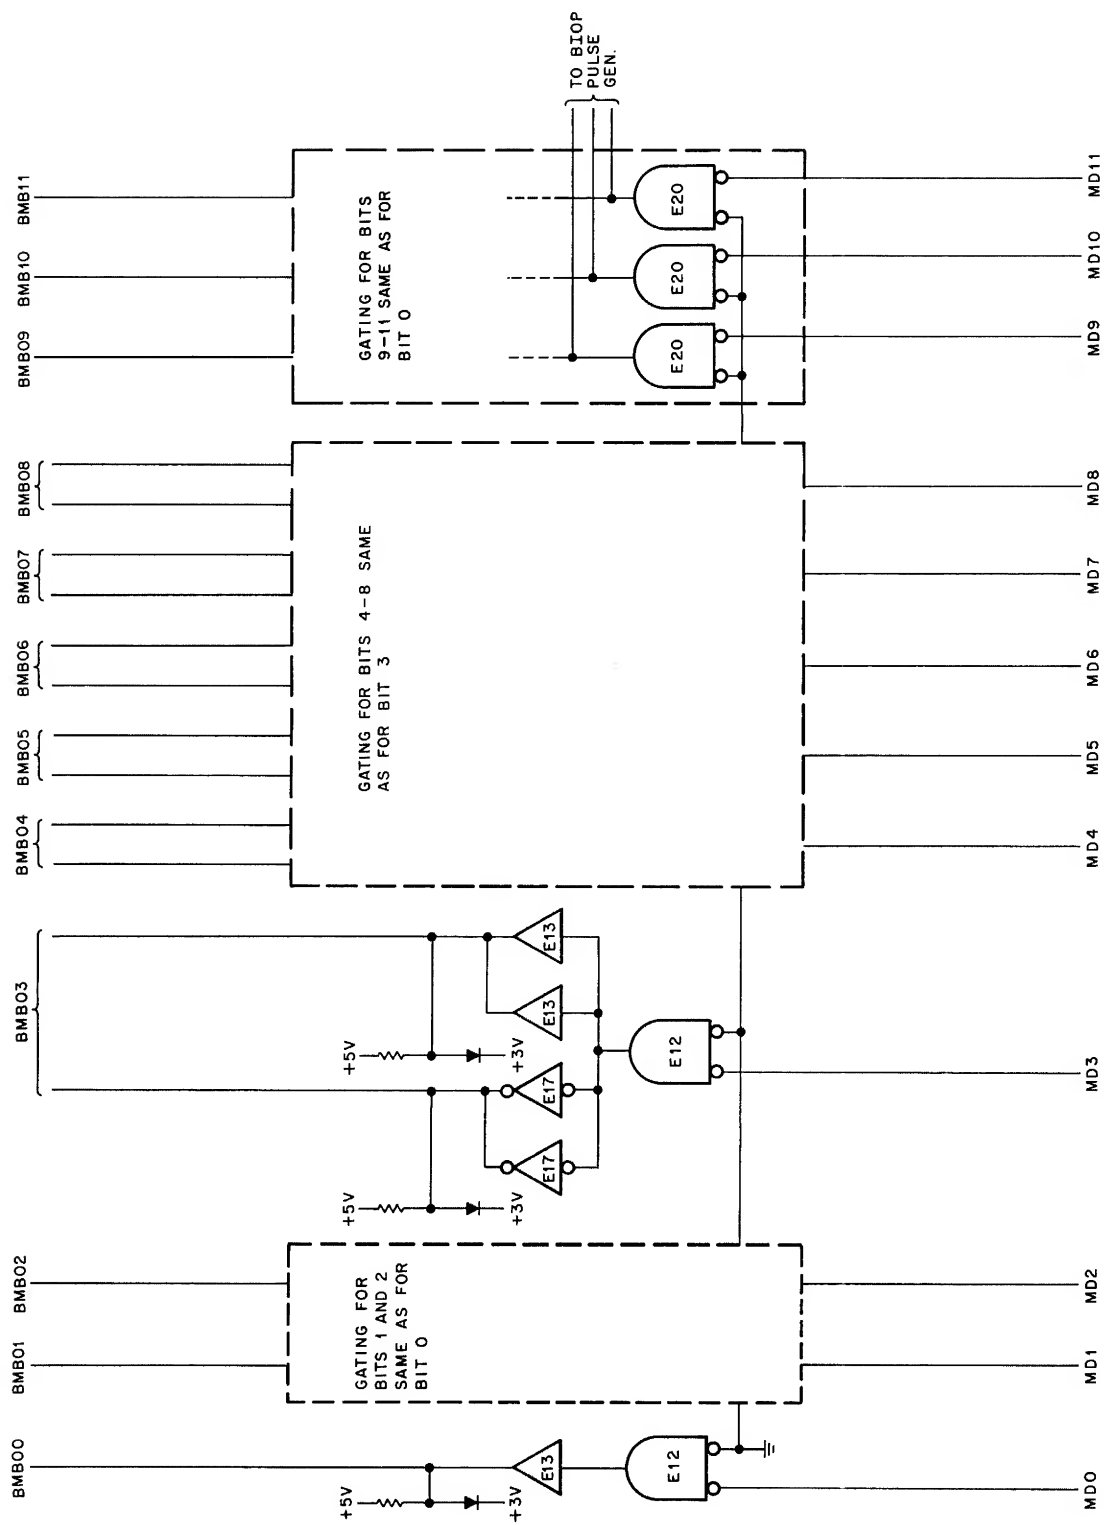 BMB00
BMB01
BMB02
BMB03
BMB04
BMB05
BMB06
BMB07
BMB08
BMB09
BMB10
BMB11
TO BIOP
PULSE
GEN.
+5V
+3V
E13
E12
GATING FOR
BITS 1 AND 2
SAME AS FOR
BIT 0
+5V
+3V
+5V
+3V
E17
E17
E13
E13
E12
GATING FOR BITS 4-8 SAME
AS FOR BIT 3
GATING FOR BITS
9-11 SAME AS FOR
BIT 0
E20
E20
E20
MD0
MD1
MD2
MD3
MD4
MD5
MD6
MD7
MD8
MD9
MD10
MD11